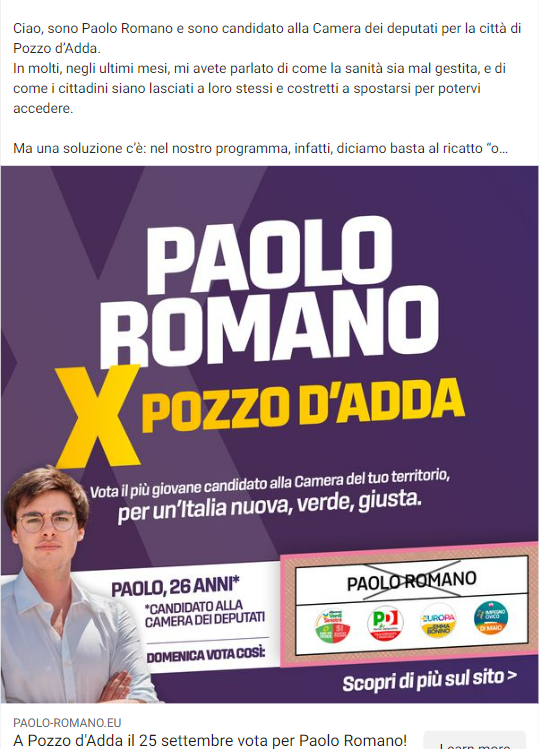 Ciao, sono Paolo Romano e sono candidato alla Camera dei deputati per la città di
Pozzo d’Adda.
In molti, negli ultimi mesi, mi avete parlato di come la sanità sia mal gestita, e di
come i cittadini siano lasciati a loro stessi e costretti a spostarsi per potervi
accedere.
Ma una soluzione c’è: nel nostro programma, infatti, diciamo basta al ricatto “o...
PAOLO
ROMANO
X POZZO D’ADDA
Vota il più giovane candidato alla Camera del tuo territorio,
per un’Italia nuova, verde, giusta.
PAOLO, 26 ANNI*
*CANDIDATO ALLA
CAMERA DEI DEPUTATI
DOMENICA VOTA COSÌ:
PAOLO ROMANO
Sinistra
PD
EUROPA
EMMA
BONINO
IMPEGNO
CIVICO
DI MAIO
Scopri di più sul sito >
PAOLO-ROMANO.EU
A Pozzo d'Adda il 25 settembre vota per Paolo Romano!
Learn more